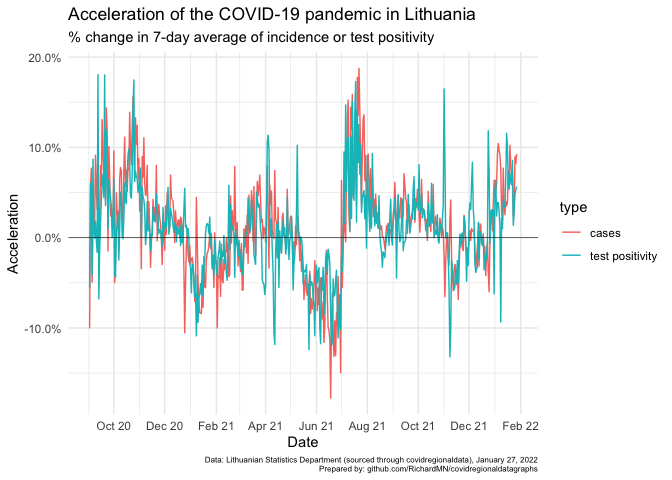 Acceleration of the COVID-19 pandemic in Lithuania
% change in 7-day average of incidence or test positivity
20.0%
10.0%
0.0%
-10.0%
Acceleration
Oct 20 Dec 20 Feb 21 Apr 21 Jun 21 Aug 21 Oct 21 Dec 21 Feb 22
Date
type
cases
test positivity
Data: Lithuanian Statistics Department (sourced through covidregionaldata), January 27, 2022
Prepared by: github.com/RichardMN/covidregionaldatagraphs